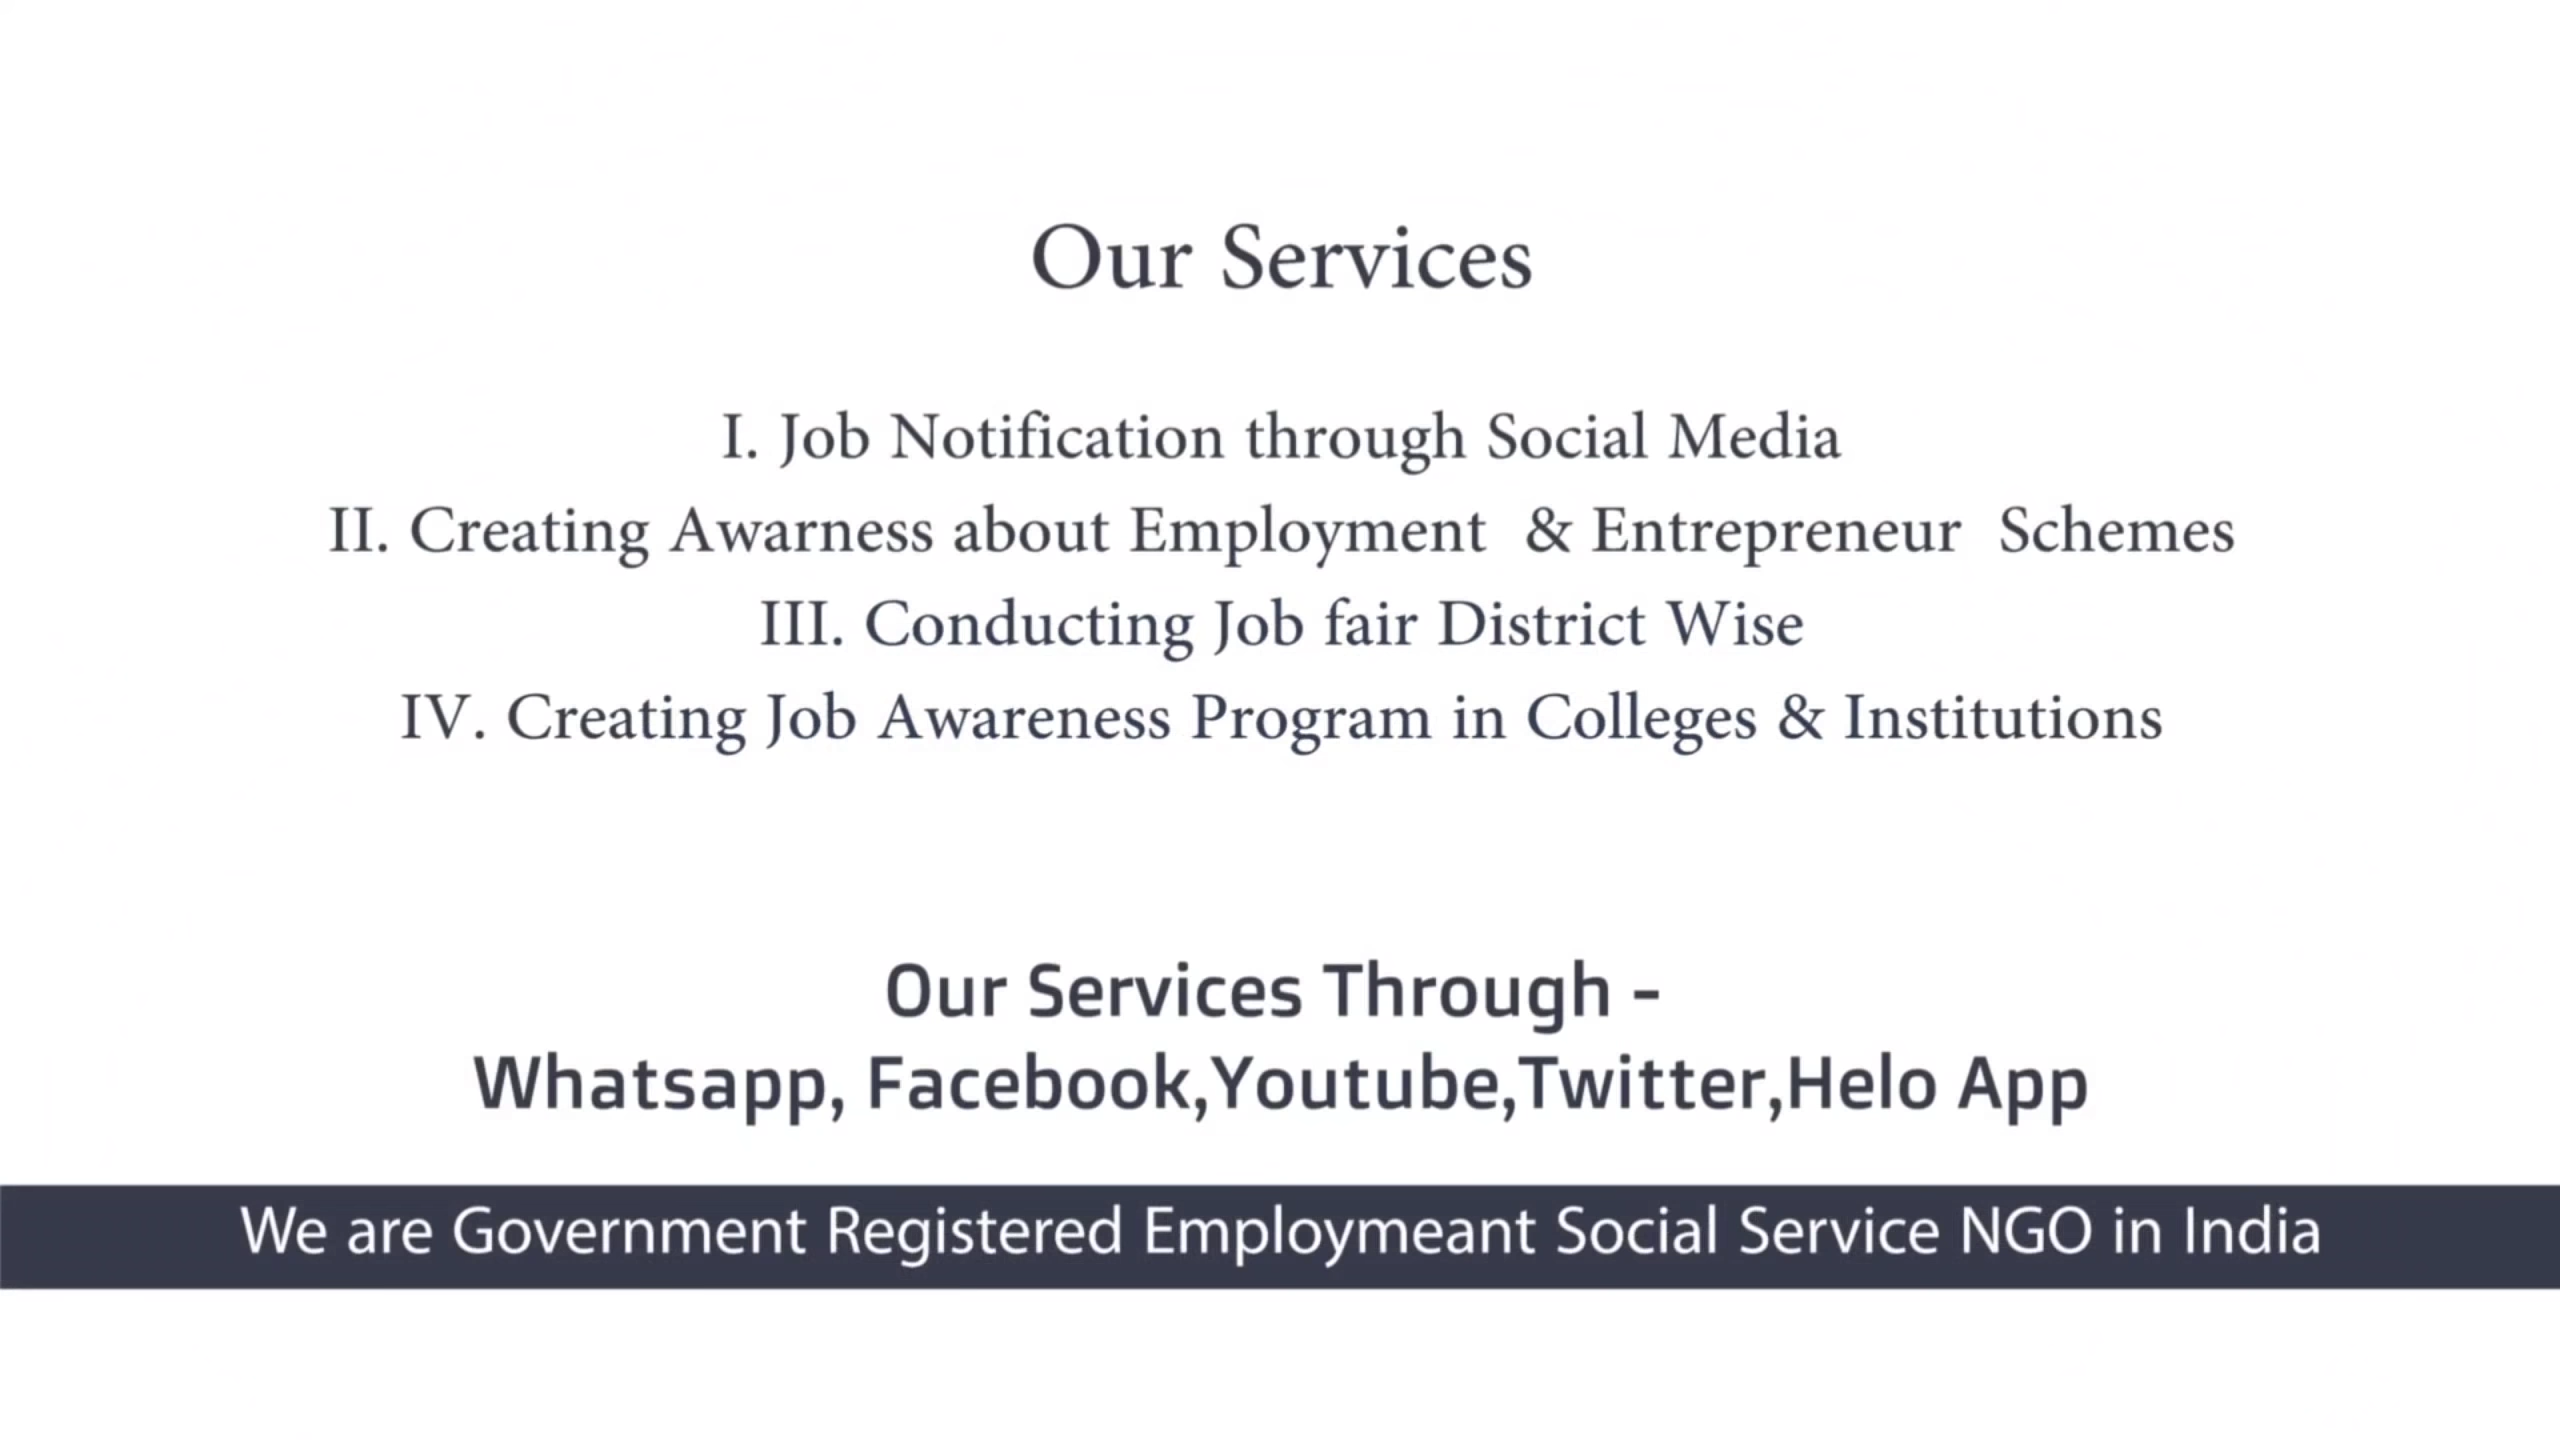 Our Services
I. Job Notification through Social Media
II. Creating Awarness about Employment & Entrepreneur Schemes
III. Conducting Job fair District Wise
IV. Creating Job Awareness Program in Colleges & Institutions
Our Services Through -
Whatsapp, Facebook,Youtube,Twitter,Helo App
We are Government Registered Employmeant Social Service NGO in India